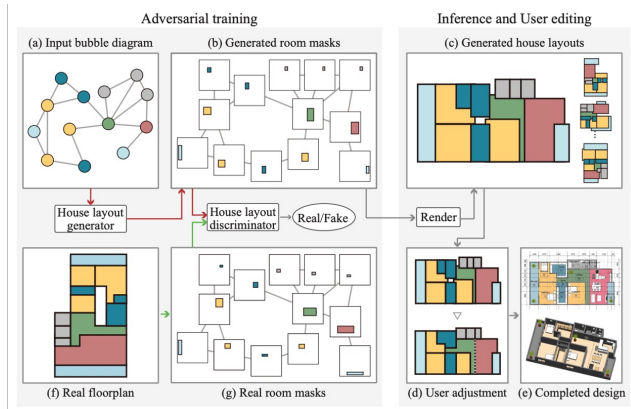 Adversarial training
Inference and User editing
(a) Input bubble diagram
(b) Generated room masks
(c) Generated house layouts
House layout
generator
House layout
discriminator
Real/Fake
Render
(f) Real floorplan
(g) Real room masks
(d) User adjustment
(e) Completed design